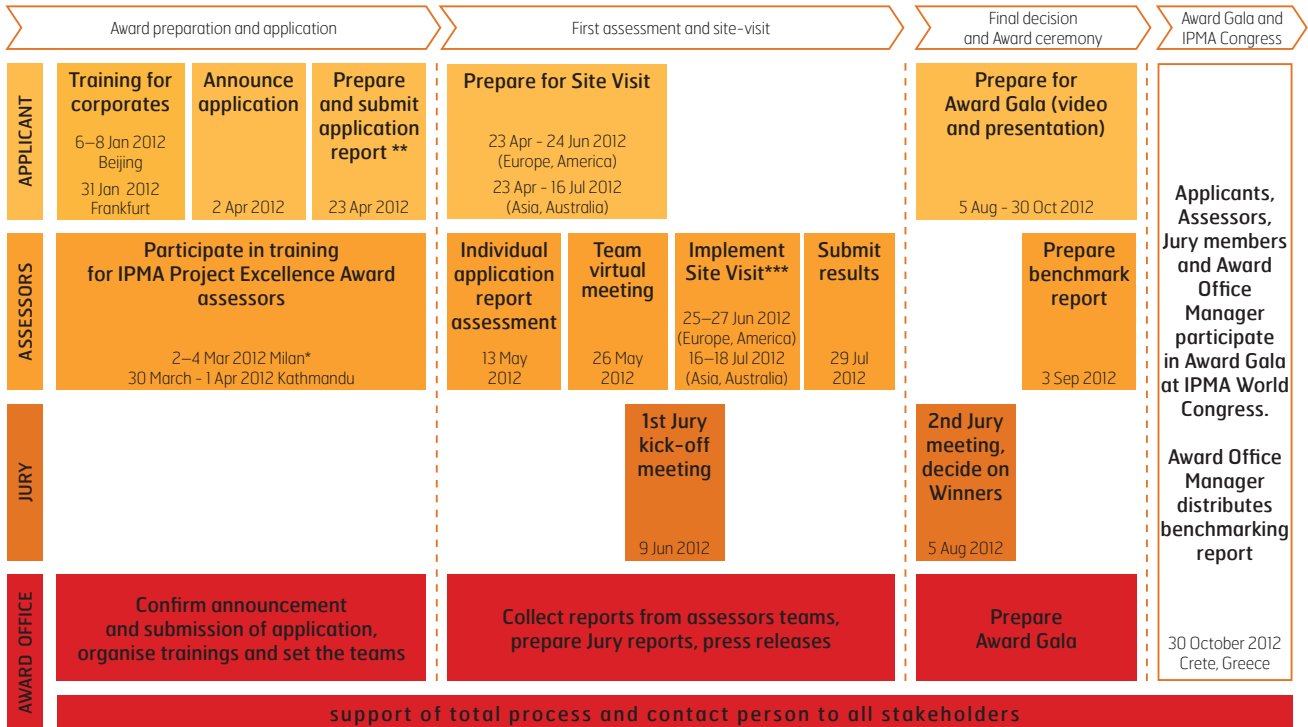 Award preparation and application
First assessment and site-visit
Final decision
and Award ceremony
Award Gala and
IPMA Congress
APPLICANT
Training for
corporates
6–8 Jan 2012
Beijing
31 Jan 2012
Frankfurt
Announce
application
2 Apr 2012
Prepare
and submit
application
report **
23 Apr 2012
Prepare for Site Visit
23 Apr - 24 Jun 2012
(Europe, America)
23 Apr - 16 Jul 2012
(Asia, Australia)
Prepare for
Award Gala (video
and presentation)
5 Aug - 30 Oct 2012
ASSESSORS
Participate in training
for IPMA Project Excellence Award
assessors
2–4 Mar 2012 Milan*
30 March - 1 Apr 2012 Kathmandu
Individual
application
report
assessment
13 May
2012
Team
virtual
meeting
26 May
2012
Implement
Site Visit***
25–27 Jun 2012
(Europe, America)
16–18 Jul 2012
(Asia, Australia)
Submit
results
29 Jul
2012
Prepare
benchmark
report
3 Sep 2012
JURY
1st Jury
kick-off
meeting
9 Jun 2012
2nd Jury
meeting,
decide on
Winners
5 Aug 2012
AWARD OFFICE
Confirm announcement
and submission of application,
organise trainings and set the teams
Collect reports from assessors teams,
prepare Jury reports, press releases
Prepare
Award Gala
support of total process and contact person to all stakeholders
Applicants,
Assessors,
Jury members
and Award
Office
Manager
participate
in Award Gala
at IPMA World
Congress.
Award Office
Manager
distributes
benchmarking
report
30 October 2012
Crete, Greece